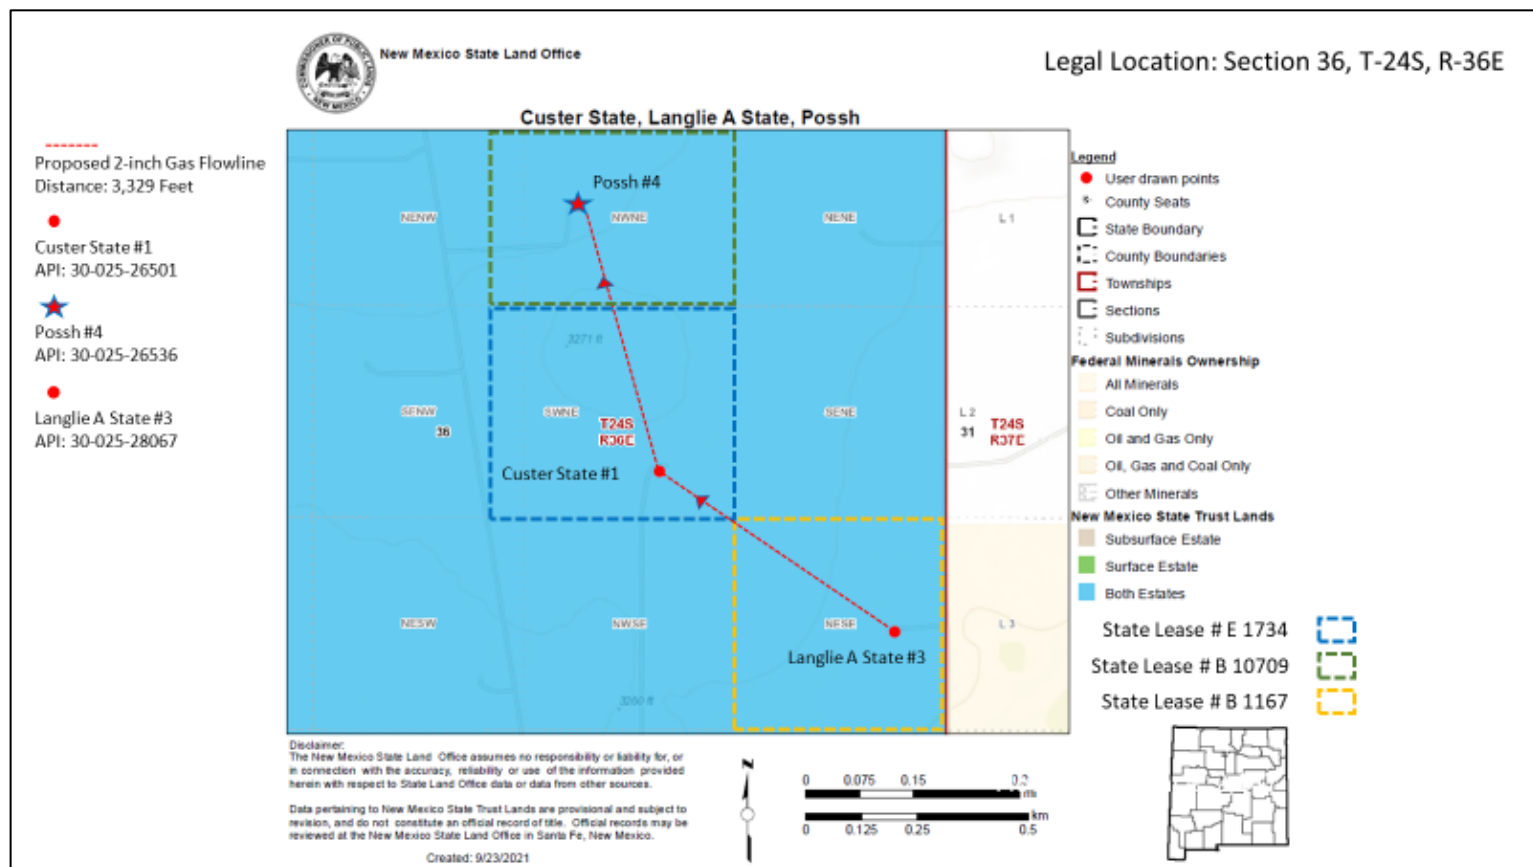 COMMISSIONER OF PUBLIC LANDS
NEW MEXICO
New Mexico State Land Office
Legal Location: Section 36, T-24S, R-36E
Custer State, Langlie A State, Possh
Proposed 2-inch Gas Flowline
Distance: 3,329 Feet
Custer State #1
API: 30-025-26501
Possh #4
API: 30-025-26536
Langlie A State #3
API: 30-025-28067
Possh #4
NENW
NWNE
NENE
L 1
3271 ft
SENW
36
SWNE
T24S
R36E
SENE
L 2
31
T24S
R37E
Custer State #1
NESW
NWSE
NESE
L 3
Langlie A State #3
3260 ft
Legend
User drawn points
County Seats
State Boundary
County Boundaries
Townships
Sections
Subdivisions
Federal Minerals Ownership
All Minerals
Coal Only
Oil and Gas Only
Oil, Gas and Coal Only
Other Minerals
New Mexico State Trust Lands
Subsurface Estate
Surface Estate
Both Estates
State Lease # E 1734
State Lease # B 10709
State Lease # B 1167
Disclaimer:
The New Mexico State Land Office assumes no responsibility or liability for, or
in connection with the accuracy, reliability or use of the information provided
herein with respect to State Land Office data or data from other sources.
Data pertaining to New Mexico State Trust Lands are provisional and subject to
revision, and do not constitute an official record of title. Official records may be
reviewed at the New Mexico State Land Office in Santa Fe, New Mexico.
Created: 9/23/2021
N
0 0.075 0.15
mi
km
0 0.125 0.25 0.5